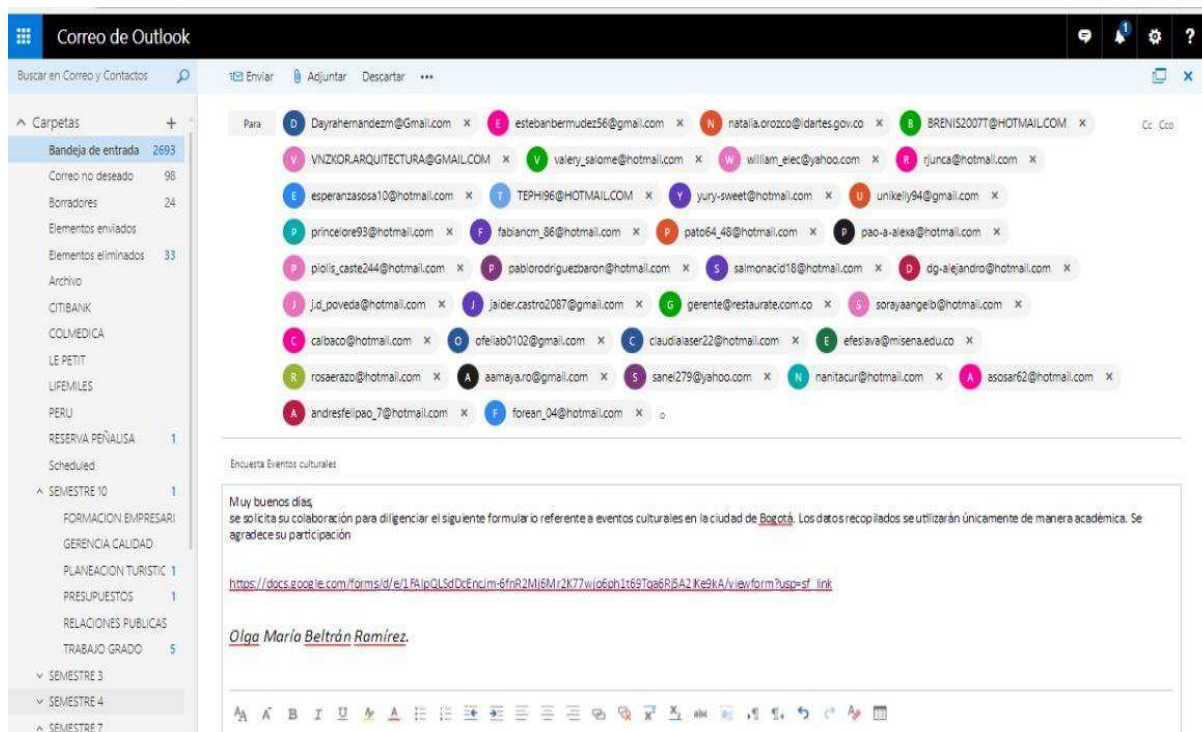 Correo de Outlook
1
?
Buscar en Correo y Contactos
Enviar Adjuntar Descartar •••
Carpetas +
Bandeja de entrada 2693
Correo no deseado 98
Borradores 24
Elementos enviados
Elementos eliminados 33
Archivo
CITIBANK
COLMEDICA
LE PETIT
LIFEMILES
PERU
RESERVA PEÑALISA 1
Scheduled
SEMESTRE 10 1
FORMACION EMPRESARI
GERENCIA CALIDAD
PLANEACION TURISTIC 1
PRESUPUESTOS 1
RELACIONES PUBLICAS
TRABAJO GRADO 5
SEMESTRE 3
SEMESTRE 4
SEMESTRE 7
Para D Dayrahernandezm@Gmail.com × E estebanbermudez56@gmail.com × N natalia.orozco@idartes.gov.co × B BRENIS2007T@HOTMAIL.COM × Cc Cco
V VNZKOR.ARQUITECTURA@GMAIL.COM × V valery_salome@hotmail.com × W william_elec@yahoo.com × R rjunca@hotmail.com ×
E esperanzasosa10@hotmail.com × T TEPHI96@HOTMAIL.COM × Y yury-sweet@hotmail.com × U unikelly94@gmail.com ×
P princelore93@hotmail.com × F fabiancm_86@hotmail.com × P pato64_48@hotmail.com × P pao-a-alexa@hotmail.com ×
P piolis_caste244@hotmail.com × P pablorodriguezbaron@hotmail.com × S salmonacid18@hotmail.com × D dg-alejandro@hotmail.com ×
J j.d_poveda@hotmail.com × J jaider.castro2087@gmail.com × G gerente@restaurate.com.co × S sorayaangelb@hotmail.com ×
C calbaco@hotmail.com × O ofeliab0102@gmail.com × C claudialaser22@hotmail.com × E efeslava@misena.edu.co ×
R rosaerazo@hotmail.com × A aamaya.ro@gmail.com × S sanel279@yahoo.com × N nanitacur@hotmail.com × A asosar62@hotmail.com ×
A andresfelipao_7@hotmail.com × F forean_04@hotmail.com × o
Encuesta Eventos culturales
Muy buenos días,
se solicita su colaboración para diligenciar el siguiente formulario referente a eventos culturales en la ciudad de Bogotá. Los datos recopilados se utilizarán únicamente de manera académica. Se
agradece su participación
Olga María Beltrán Ramírez.